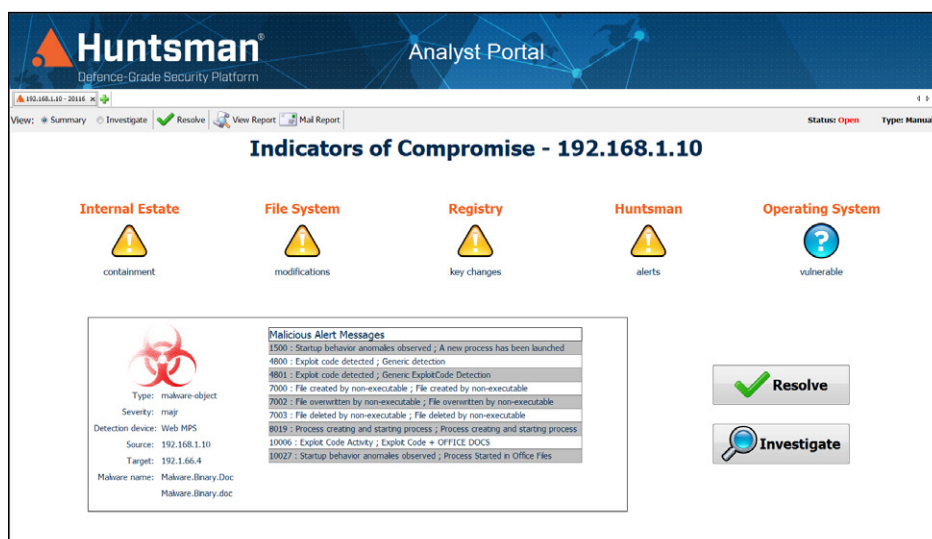 Huntsman®
Defence-Grade Security Platform
Analyst Portal
192.168.1.10 - 20116
View: Summary Investigate Resolve View Report Mail Report Status: Open Type: Manual
Indicators of Compromise - 192.168.1.10
Internal Estate File System Registry Huntsman Operating System
containment modifications key changes alerts vulnerable
Type: malware-object
Severity: majr
Detection device: Web MPS
Source: 192.168.1.10
Target: 192.1.66.4
Malware name: Malware.Binary.Doc
Malware.Binary.doc
Malicious Alert Messages
1500 : Startup behavior anomales observed ; A new process has been launched
4800 : Exploit code detected ; Generic detection
4801 : Exploit code detected ; Generic ExploitCode Detection
7000 : File created by non-executable ; File created by non-executable
7002 : File overwritten by non-executable ; File overwritten by non-executable
7003 : File deleted by non-executable ; File deleted by non-executable
8019 : Process creating and starting process ; Process creating and starting process
10006 : Exploit Code Activity ; Exploit Code + OFFICE DOCS
10027 : Startup behavior anomales observed ; Process Started in Office Files
Resolve
Investigate